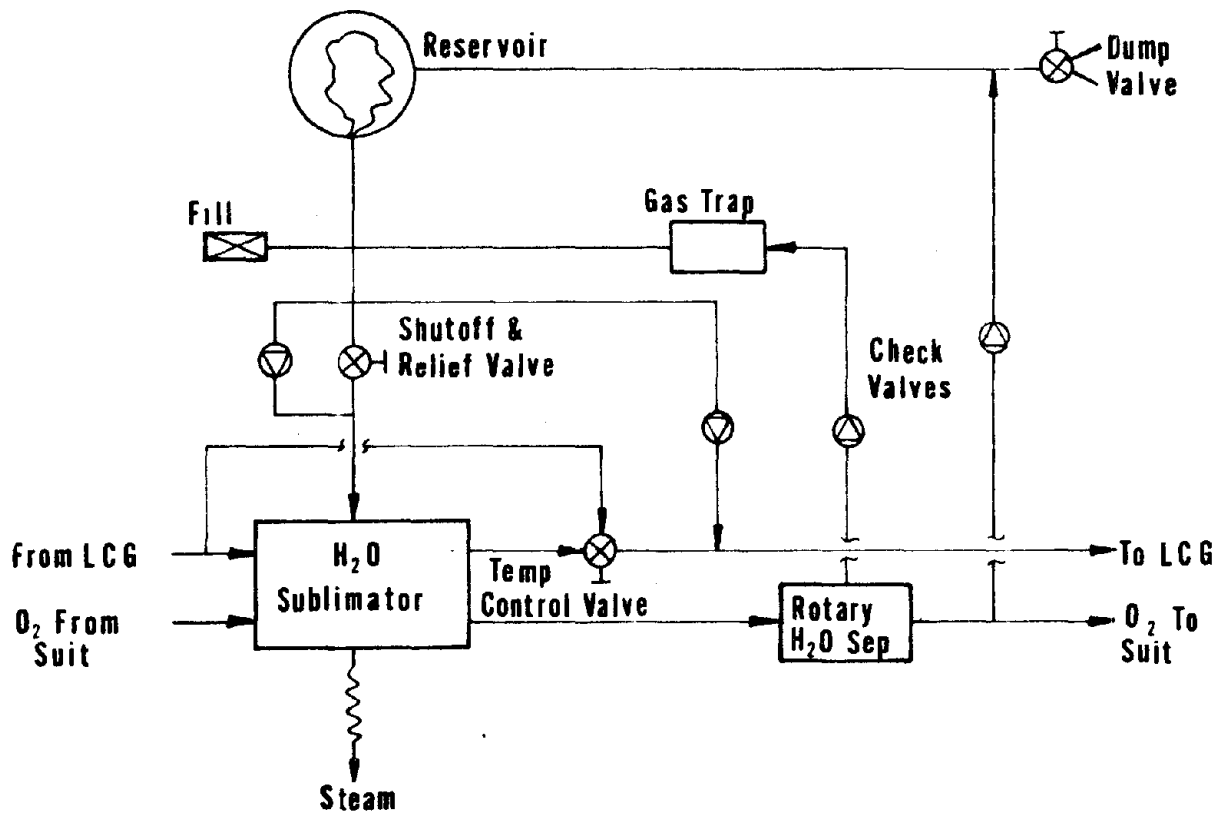 Reservoir
Dump
Valve
Fill
Gas Trap
Shutoff &
Relief Valve
Check
Valves
From LCG
H₂O
Sublimator
Temp
Control Valve
To LCG
O₂ From
Suit
Rotary
H₂O Sep
O₂ To
Suit
Steam